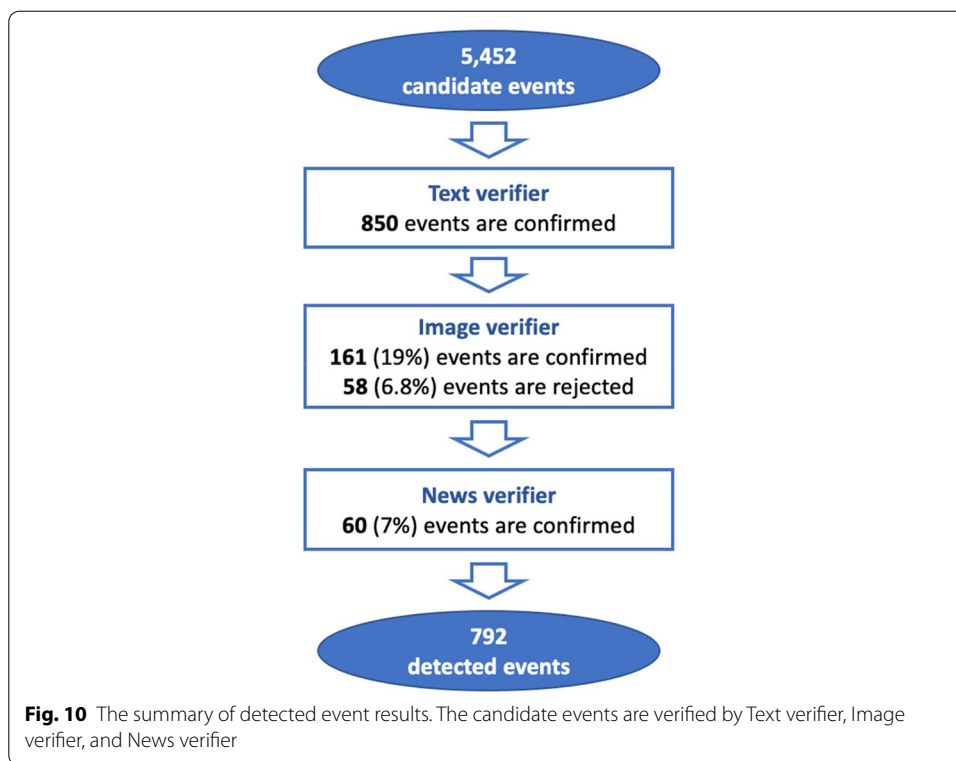 5,452
candidate events
Text verifier
850 events are confirmed
Image verifier
161 (19%) events are confirmed
58 (6.8%) events are rejected
News verifier
60 (7%) events are confirmed
792
detected events
Fig. 10 The summary of detected event results. The candidate events are verified by Text verifier, Image
verifier, and News verifier